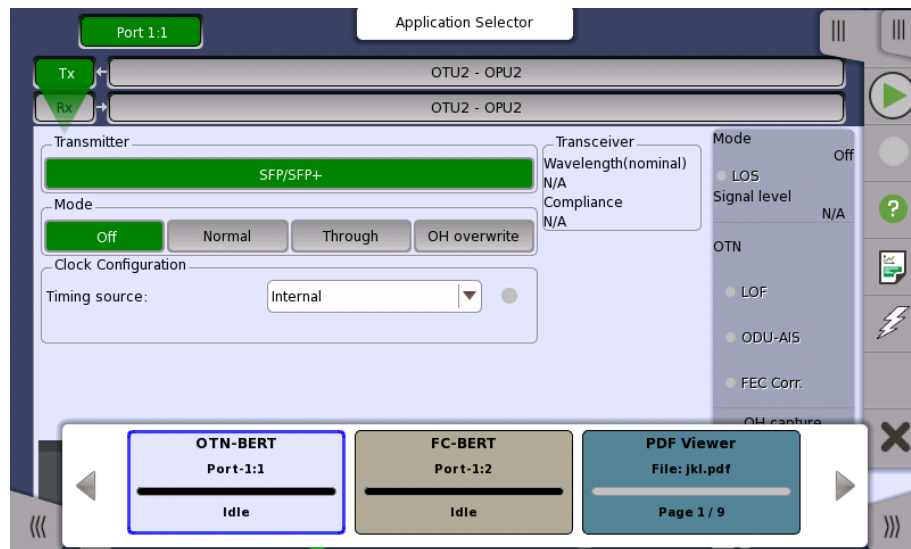 Port 1:1
Application Selector
Tx
OTU2 - OPU2
Rx
OTU2 - OPU2
Transmitter
SFP/SFP+
Mode
Off
Normal
Through
OH overwrite
Clock Configuration
Timing source:
Internal
Transceiver
Wavelength(nominal)
N/A
Compliance
N/A
Mode
Off
LOS
Signal level
N/A
OTN
LOF
ODU-AIS
FEC Corr.
OH capture
OTN-BERT
Port-1:1
Idle
FC-BERT
Port-1:2
Idle
PDF Viewer
File: jkl.pdf
Page 1 / 9